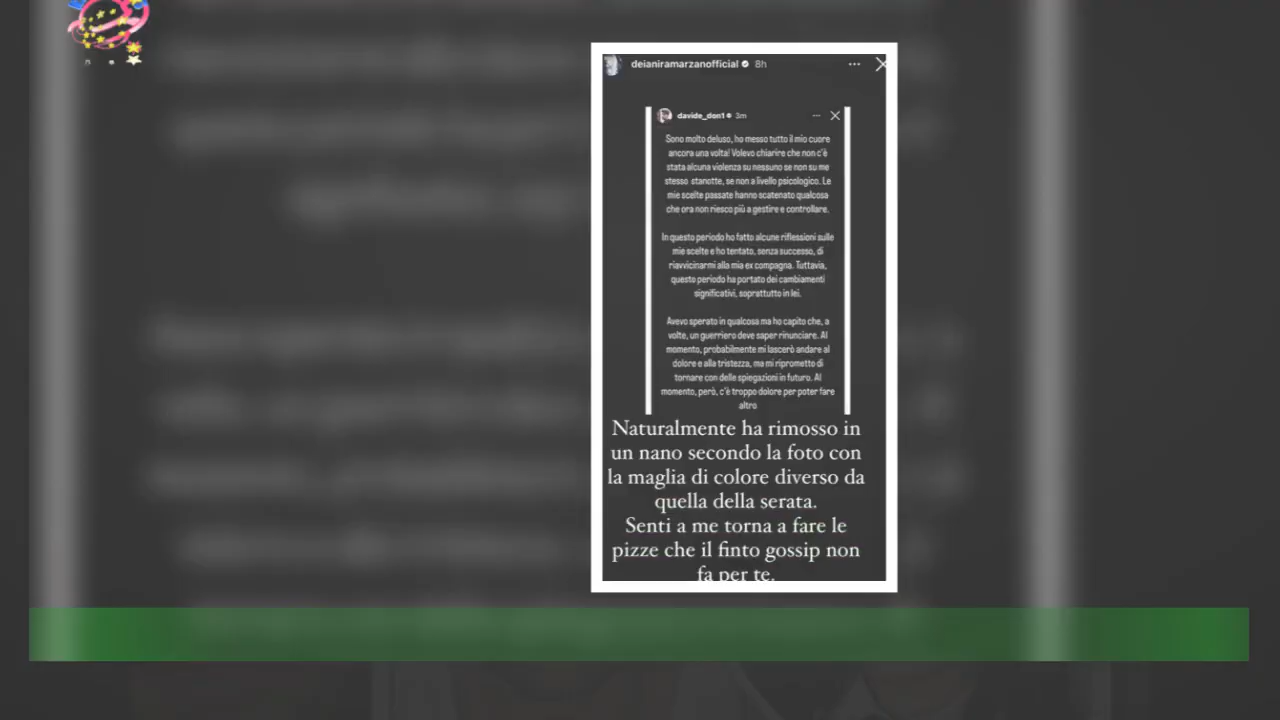 deianiramarzanofficial 8h
davide_don1 3m
Sono molto deluso, ho messo tutto il mio cuore
ancora una volta! Volevo chiarire che non c'è
stata alcuna violenza su nessuno se non su me
stesso stanotte, se non a livello psicologico. Le
mie scelte passate hanno scatenato qualcosa
che ora non riesco più a gestire e controllare.
In questo periodo ho fatto alcune riflessioni sulle
mie scelte e ho tentato, senza successo, di
riavvicinarmi alla mia ex compagna. Tuttavia,
questo periodo ha portato dei cambiamenti
significativi, soprattutto in lei.
Avevo sperato in qualcosa ma ho capito che, a
volte, un guerriero deve saper rinunciare. Al
momento, probabilmente mi lascerò andare al
dolore e alla tristezza, ma mi riprometto di
tornare con delle spiegazioni in futuro. Al
momento, però, c'è troppo dolore per poter fare
altro
Naturalmente ha rimosso in
un nano secondo la foto con
la maglia di colore diverso da
quella della serata.
Senti a me torna a fare le
pizze che il finto gossip non
fa per te.